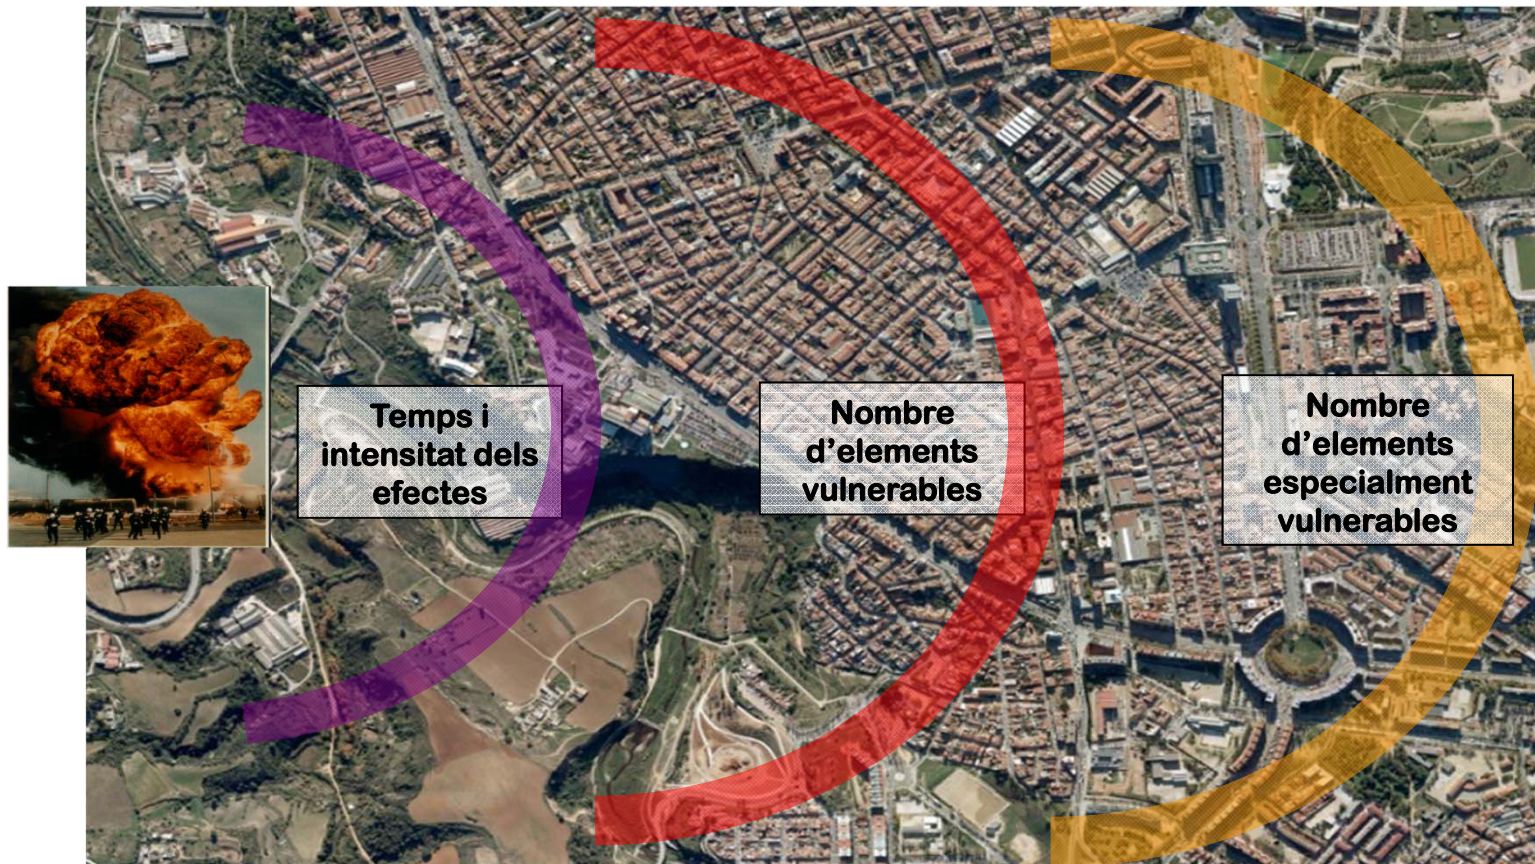 Temps i
intensitat dels
efectes
Nombre
d’elements
vulnerables
Nombre
d’elements
especialment
vulnerables